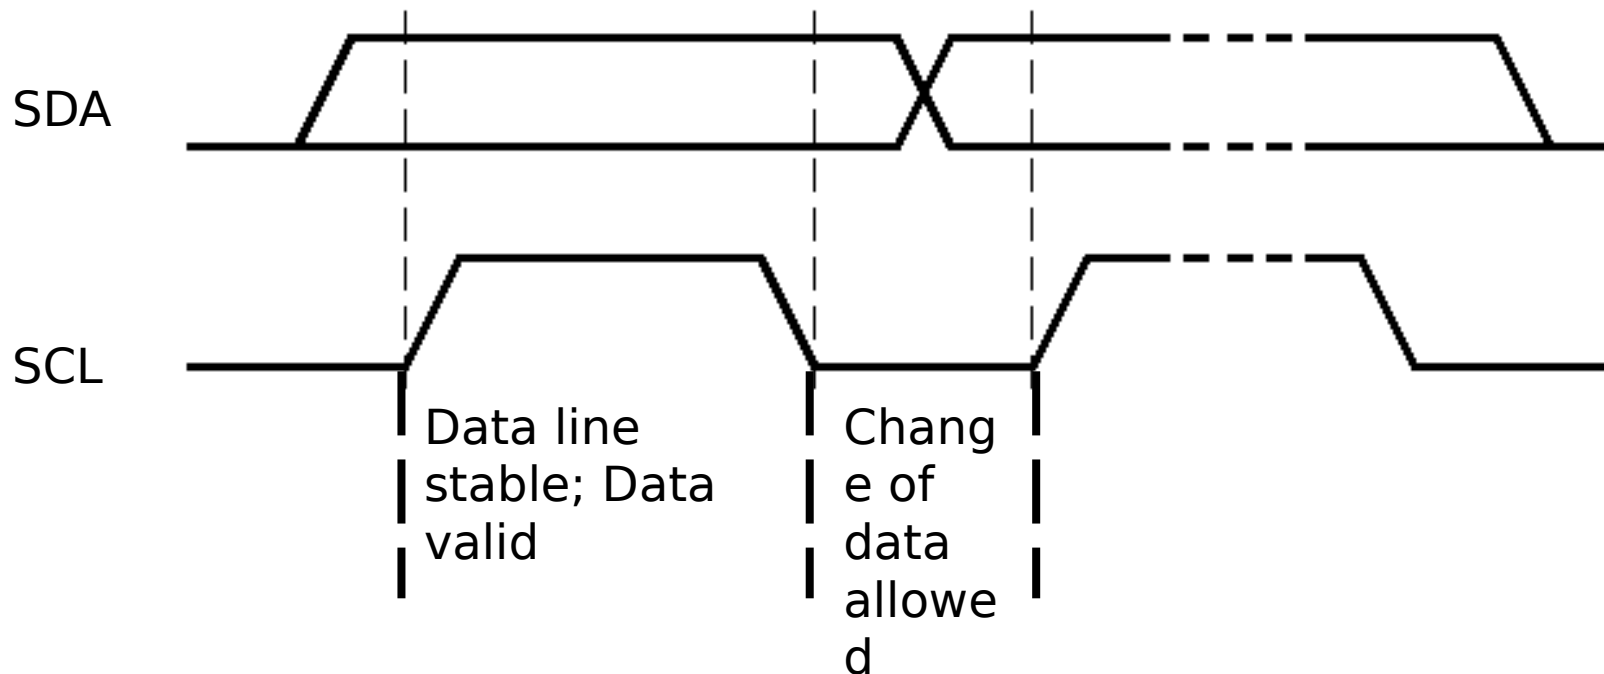 SDA
SCL
Data line
stable; Data
valid
Chang
e of
data
allowe
d